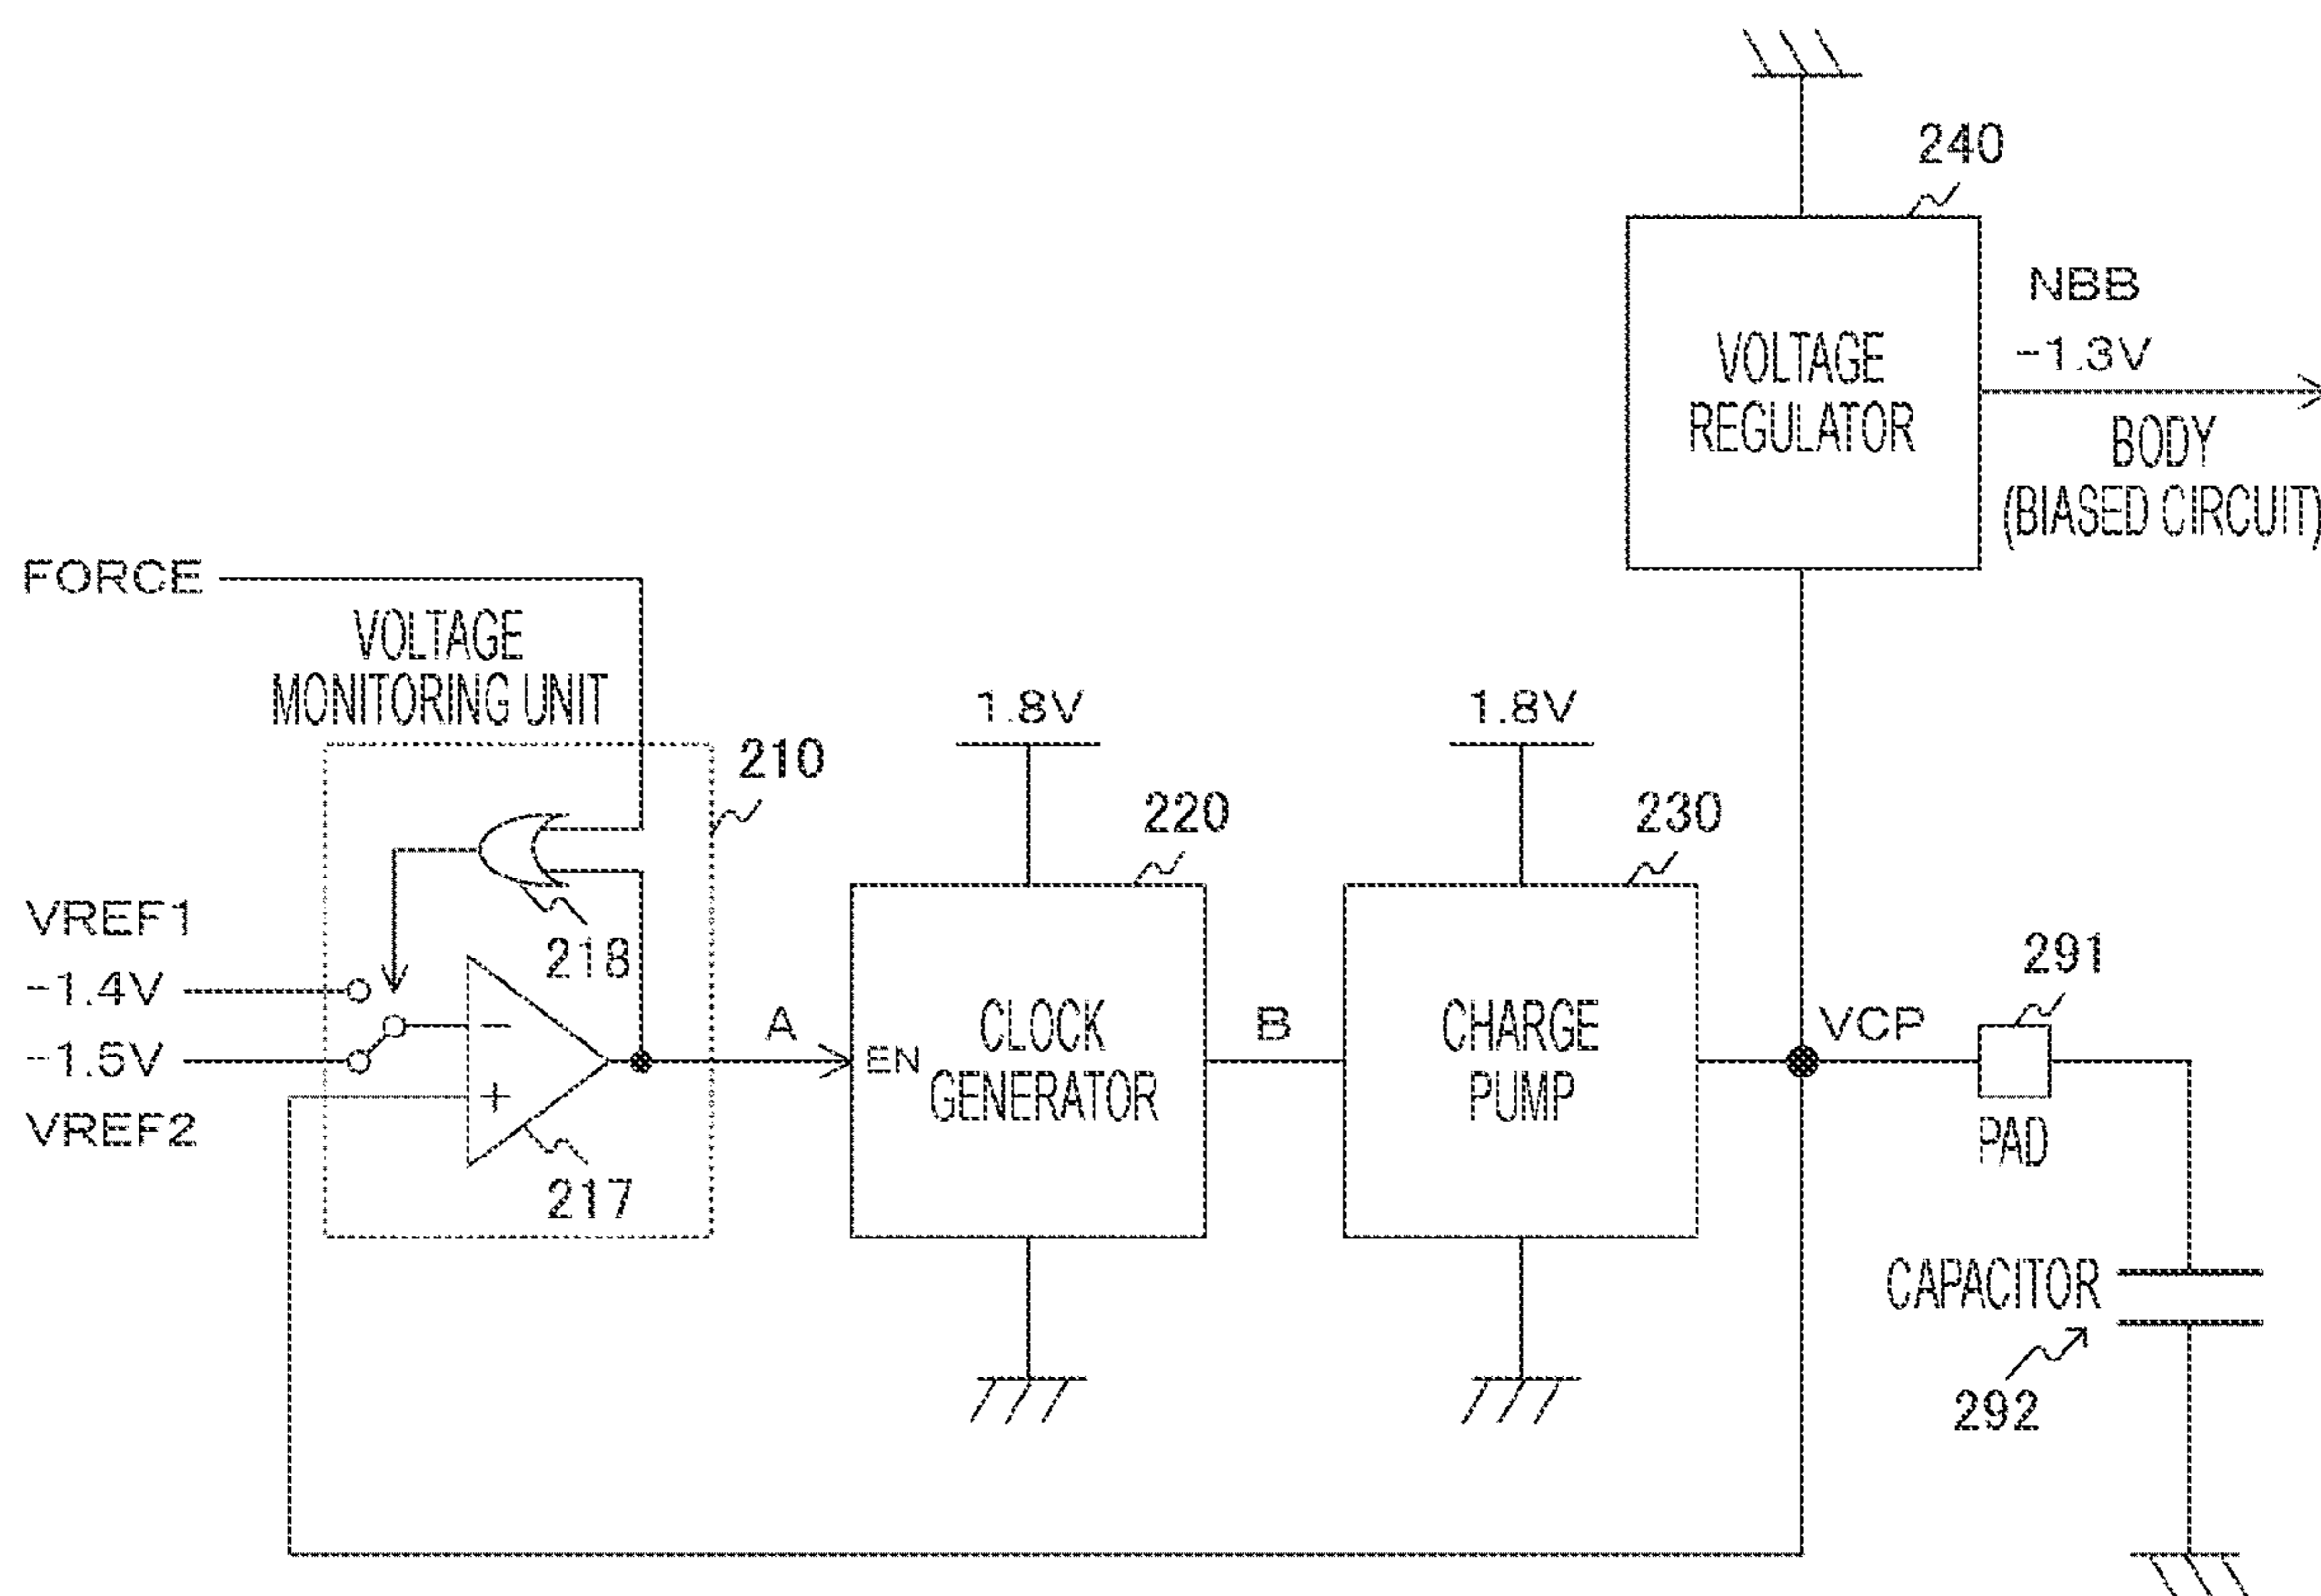 240
NBB
-1.3V
VOLTAGE
REGULATOR
BODY
(BIASED CIRCUIT)
FORCE
VOLTAGE
MONITORING UNIT
210
1.8V
1.8V
220
230
218
VREF1
-1.4V
-1.5V
VREF2
−
+
217
A
EN
CLOCK
GENERATOR
B
CHARGE
PUMP
VCP
291
PAD
CAPACITOR
292